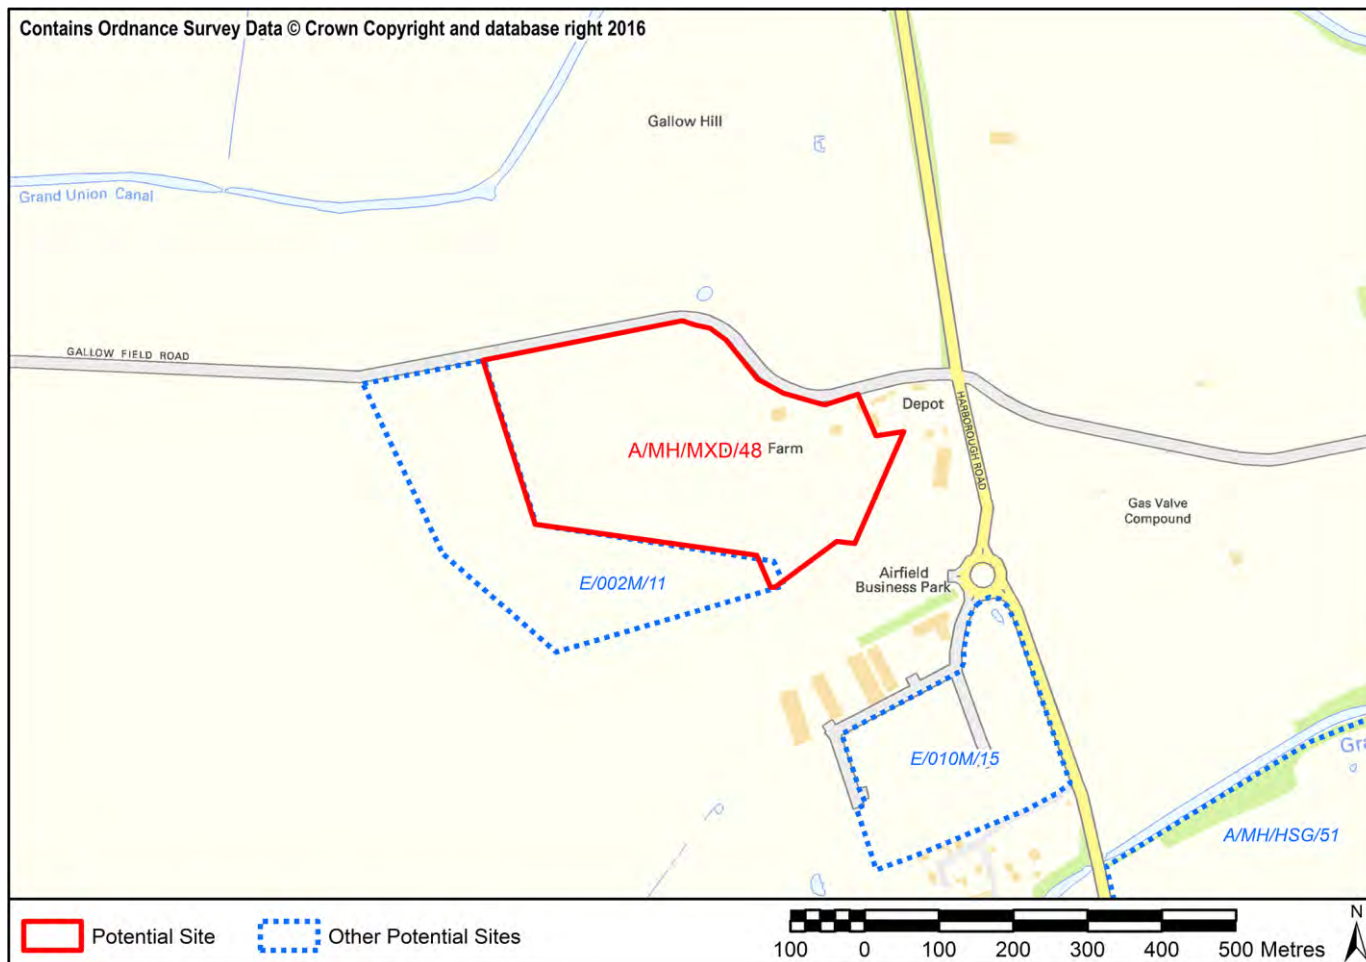 Contains Ordnance Survey Data © Crown Copyright and database right 2016
Gallow Hill
Grand Union Canal
GALLOW FIELD ROAD
Depot
HARBOROUGH ROAD
A/MH/MXD/48
Farm
Gas Valve
Compound
E/002M/11
Airfield
Business Park
Gra
E/010M/15
A/MH/HSG/51
Potential Site
Other Potential Sites
100 0 100 200 300 400 500 Metres
N